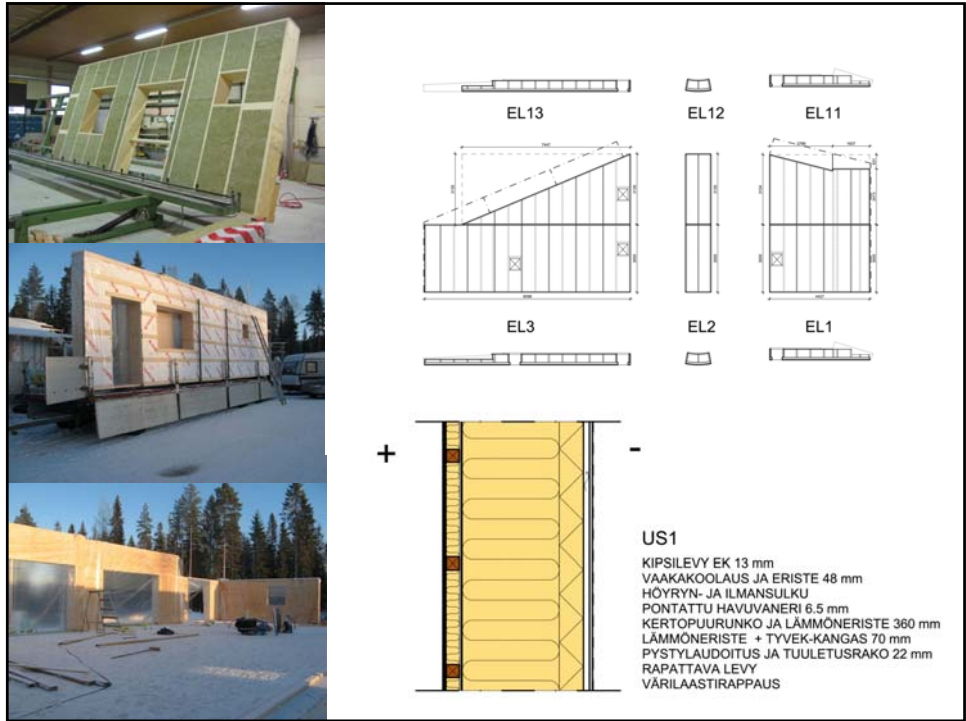 EL13 EL12 EL11
EL3 EL2 EL1
+ -
US1
KIPSILEVY EK 13 mm
VAAKAKOOLAUS JA ERISTE 48 mm
HÖYRYN- JA ILMANSULKU
PONTATTU HAVUVANERI 6.5 mm
KERTOPUURUNKO JA LÄMMÖNERISTE 360 mm
LÄMMÖNERISTE + TYVEK-KANGAS 70 mm
PYSTYLAUDOITUS JA TUULETUSRAKO 22 mm
RAPATTAVA LEVY
VÄRILAASTIRAPPAUS